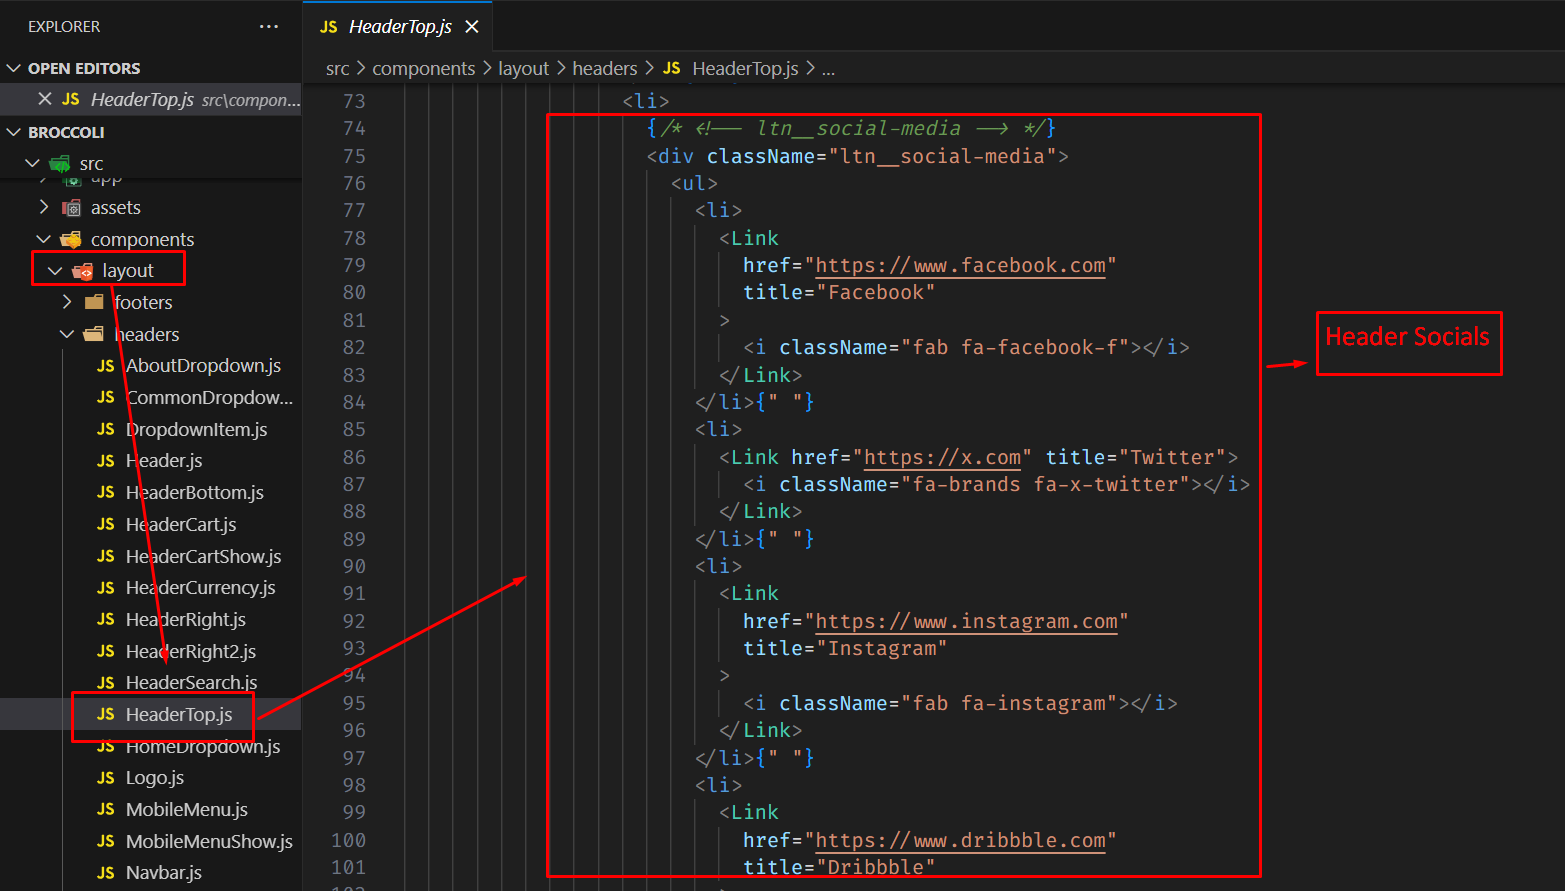 EXPLORER ...
OPEN EDITORS
JS HeaderTop.js src\compon...
BROCCOLI
src
app
assets
components
layout
footers
headers
JS AboutDropdown.js
JS CommonDropdow...
JS DropdownItem.js
JS Header.js
JS HeaderBottom.js
JS HeaderCart.js
JS HeaderCartShow.js
JS HeaderCurrency.js
JS HeaderRight.js
JS HeaderRight2.js
JS HeaderSearch.js
JS HeaderTop.js
JS HomeDropdown.js
JS Logo.js
JS MobileMenu.js
JS MobileMenuShow.js
JS Navbar.js
JS HeaderTop.js
src > components > layout > headers > JS HeaderTop.js > ...
73 <li>
74 {/* <!-- ltn__social-media --> */}
75 <div className="ltn__social-media">
76 <ul>
77 <li>
78 <Link
79 href="https://www.facebook.com"
80 title="Facebook"
81 >
82 <i className="fab fa-facebook-f"></i>
83 </Link>
84 </li>{" "}
85 <li>
86 <Link href="https://x.com" title="Twitter">
87 <i className="fa-brands fa-x-twitter"></i>
88 </Link>
89 </li>{" "}
90 <li>
91 <Link
92 href="https://www.instagram.com"
93 title="Instagram"
94 >
95 <i className="fab fa-instagram"></i>
96 </Link>
97 </li>{" "}
98 <li>
99 <Link
100 href="https://www.dribbble.com"
101 title="Dribbble"
Header Socials